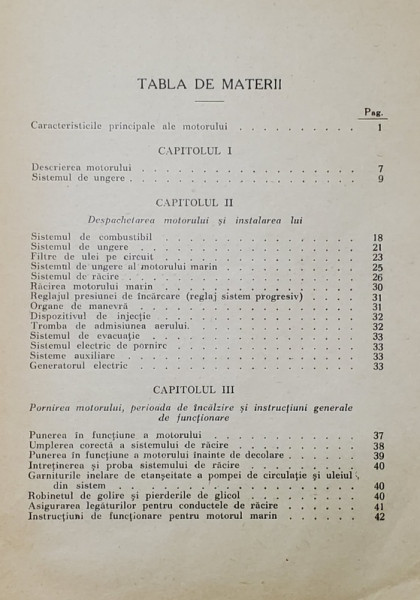 TABLA DE MATERII
Pag.
Caracteristicile principale ale motorului . . . . . . . . . . 1
CAPITOLUL I
Descrierea motorului . . . . . . . . . . . . . . . . . 7
Sistemul de ungere . . . . . . . . . . . . . . . . . 9
CAPITOLUL II
Despachetarea motorului și instalarea lui
Sistemul de combustibil . . . . . . . . . . . . . . . 18
Sistemul de ungere . . . . . . . . . . . . . . . . . 21
Filtre de ulei pe circuit . . . . . . . . . . . . . . . 23
Sistemul de ungere al motorului marin . . . . . . . . . . 25
Sistemul de răcire . . . . . . . . . . . . . . . . . 26
Răcirea motorului marin . . . . . . . . . . . . . . . 30
Reglajul presiunei de încărcare (reglaj sistem progresiv) . . . . 31
Organe de manevră . . . . . . . . . . . . . . . . . 31
Dispozitivul de injecție . . . . . . . . . . . . . . . 32
Tromba de admisiunea aerului. . . . . . . . . . . . . 32
Sistemul de evacuație . . . . . . . . . . . . . . . . 33
Sistemul electric de pornire . . . . . . . . . . . . . 33
Sisteme auxiliare . . . . . . . . . . . . . . . . . 33
Generatorul electric . . . . . . . . . . . . . . . . 33
CAPITOLUL III
Pornirea motorului, perioada de încălzire și instrucțiuni generale
de funcționare
Punerea în funcțiune a motorului . . . . . . . . . . . 37
Umplerea corectă a sistemului de răcire . . . . . . . . . 38
Punerea în funcțiune a motorului înainte de decolare . . . . . 39
Intreținerea și proba sistemului de răcire . . . . . . . . . 40
Garniturile inelare de etanșeitate a pompei de circulație și uleiul
din sistem . . . . . . . . . . . . . . . . . . 40
Robinetul de golire și pierderile de glicol . . . . . . . . . 40
Asigurarea legăturilor pentru conductele de răcire . . . . . . 41
Instrucțiuni de funcționare pentru motorul marin . . . . . . 42